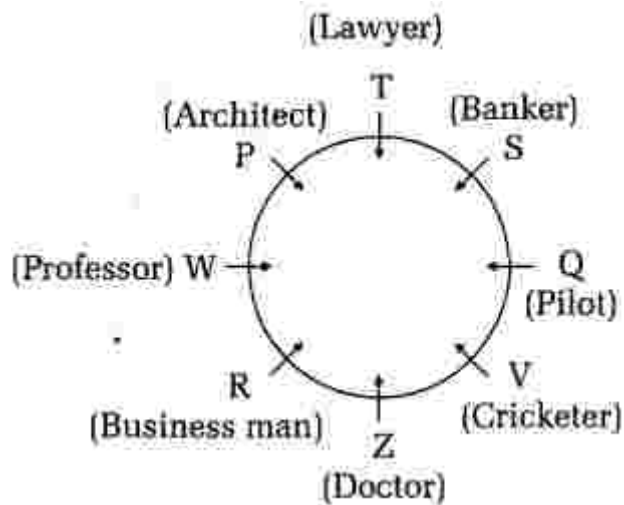 (Lawyer)
T
(Architect)
(Banker)
P
S
(Professor) W
Q
(Pilot)
R
V
(Business man)
(Cricketer)
Z
(Doctor)